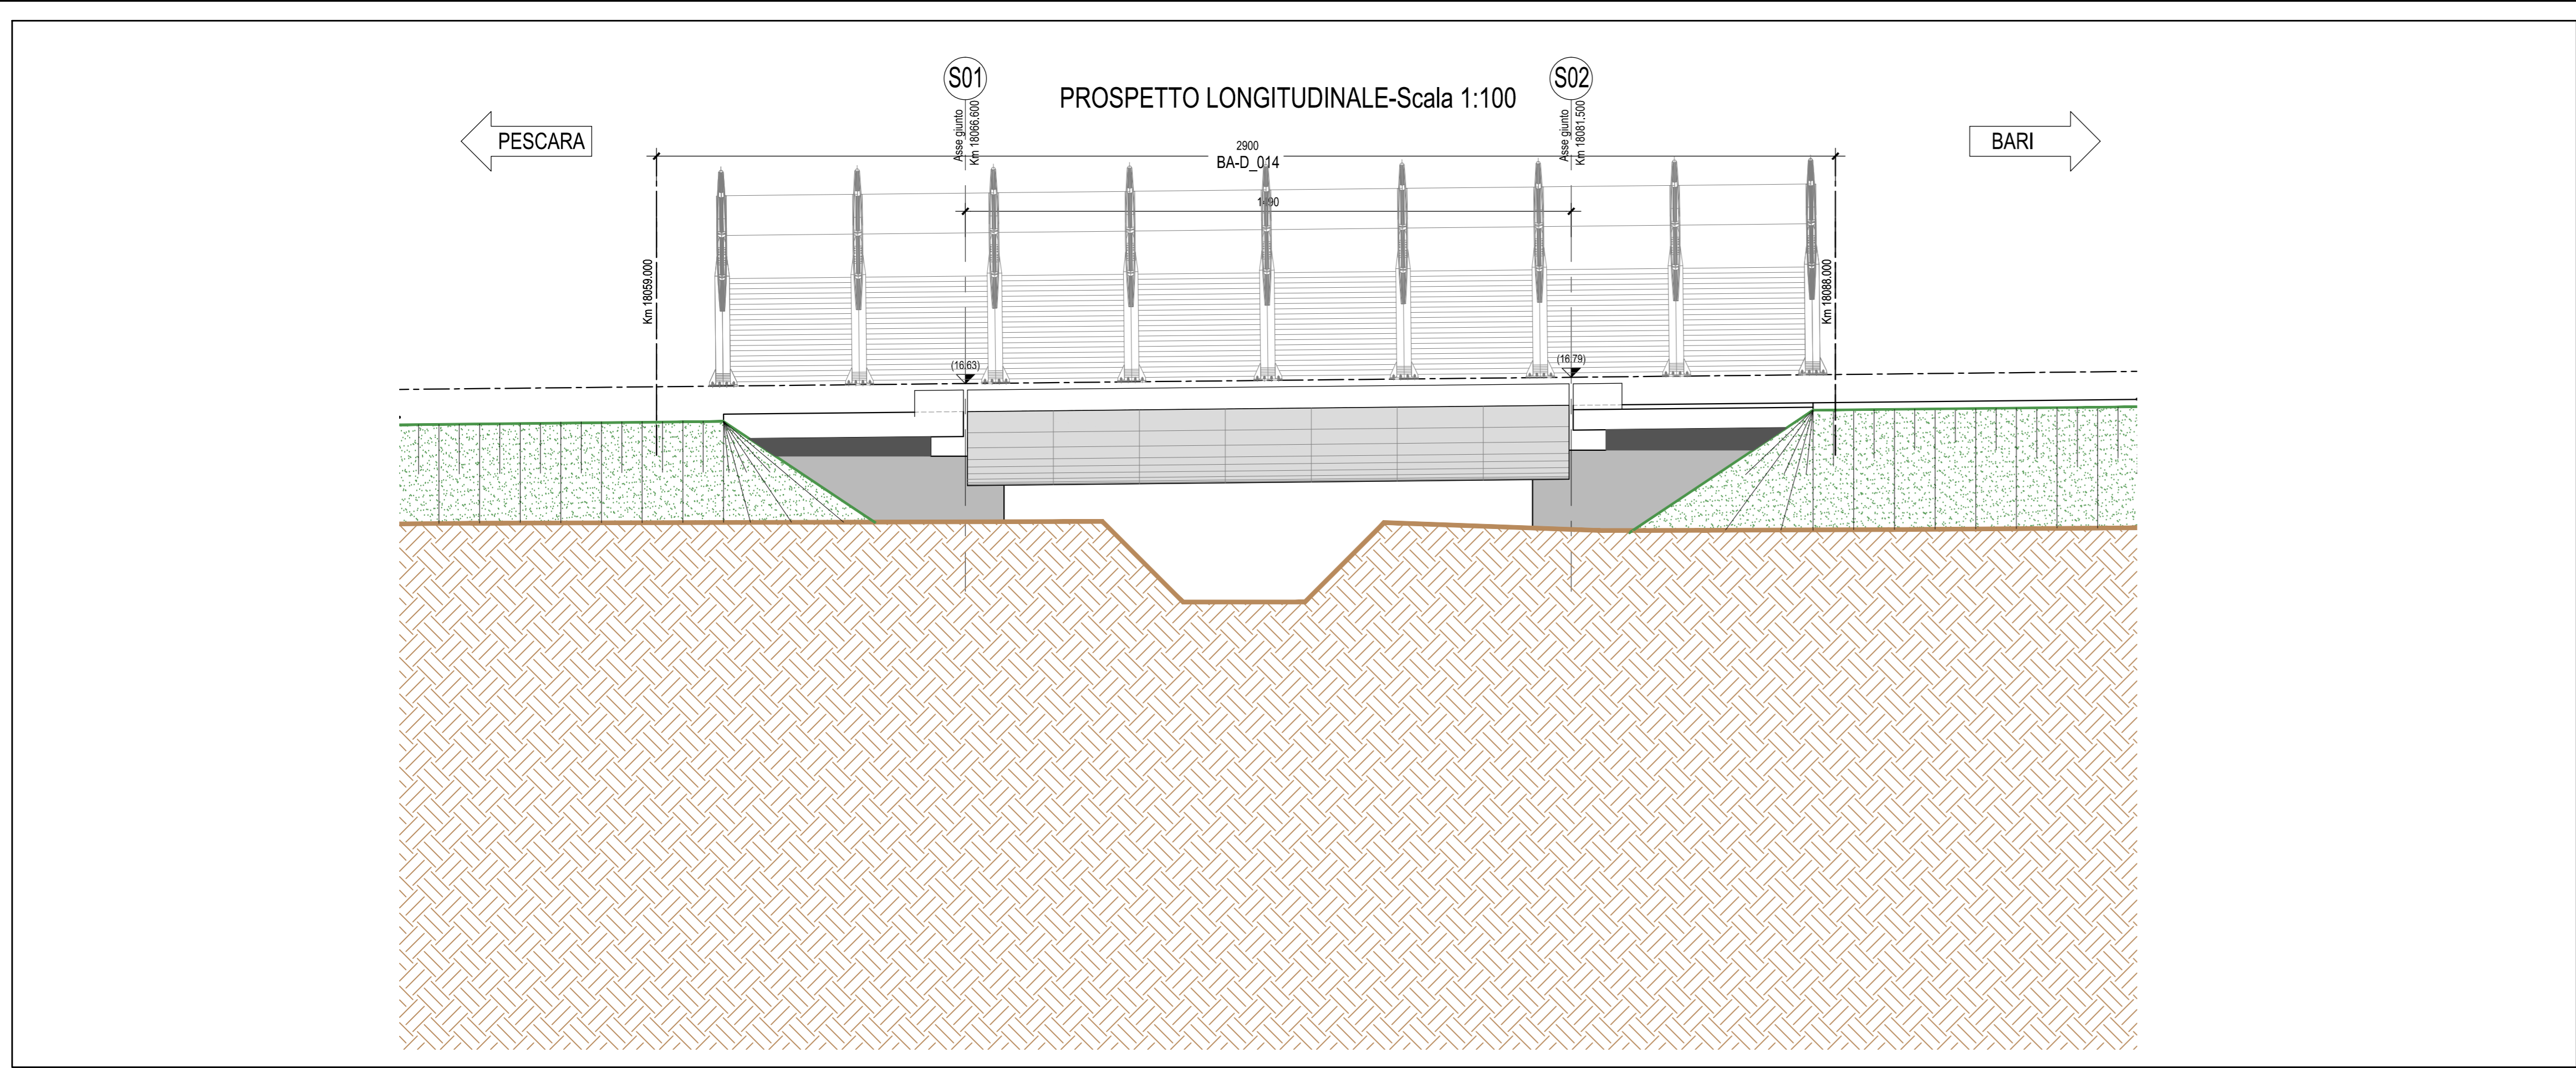 S01
S02
PROSPETTO LONGITUDINALE-Scala 1:100
Asse giunto
Km 18066.600
Asse giunto
Km 18081.500
PESCARA
BARI
2900
BA-D_014
1490
Km 18059.000
Km 18088.000
(16.63)
(16.79)